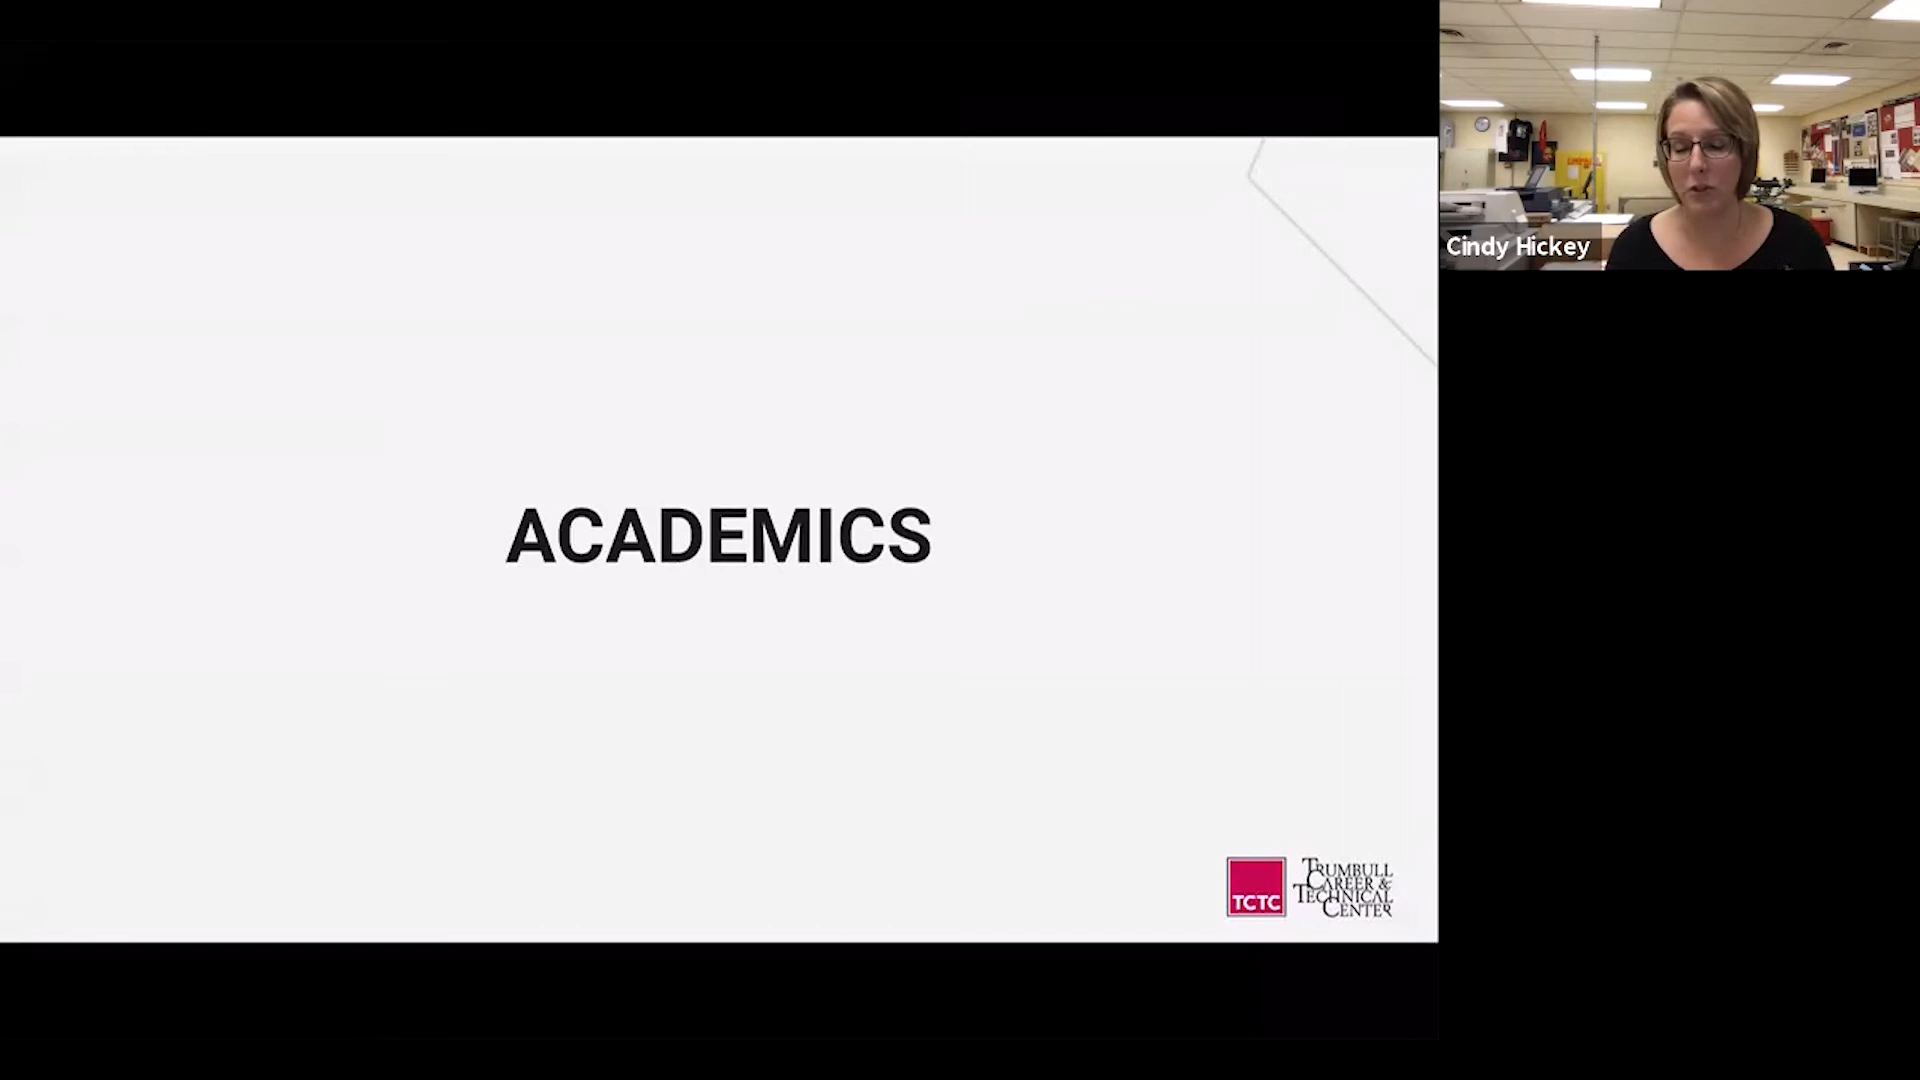 Cindy Hickey
ACADEMICS
TCTC
TRUMBULL
CAREER &
TECHNICAL
CENTER